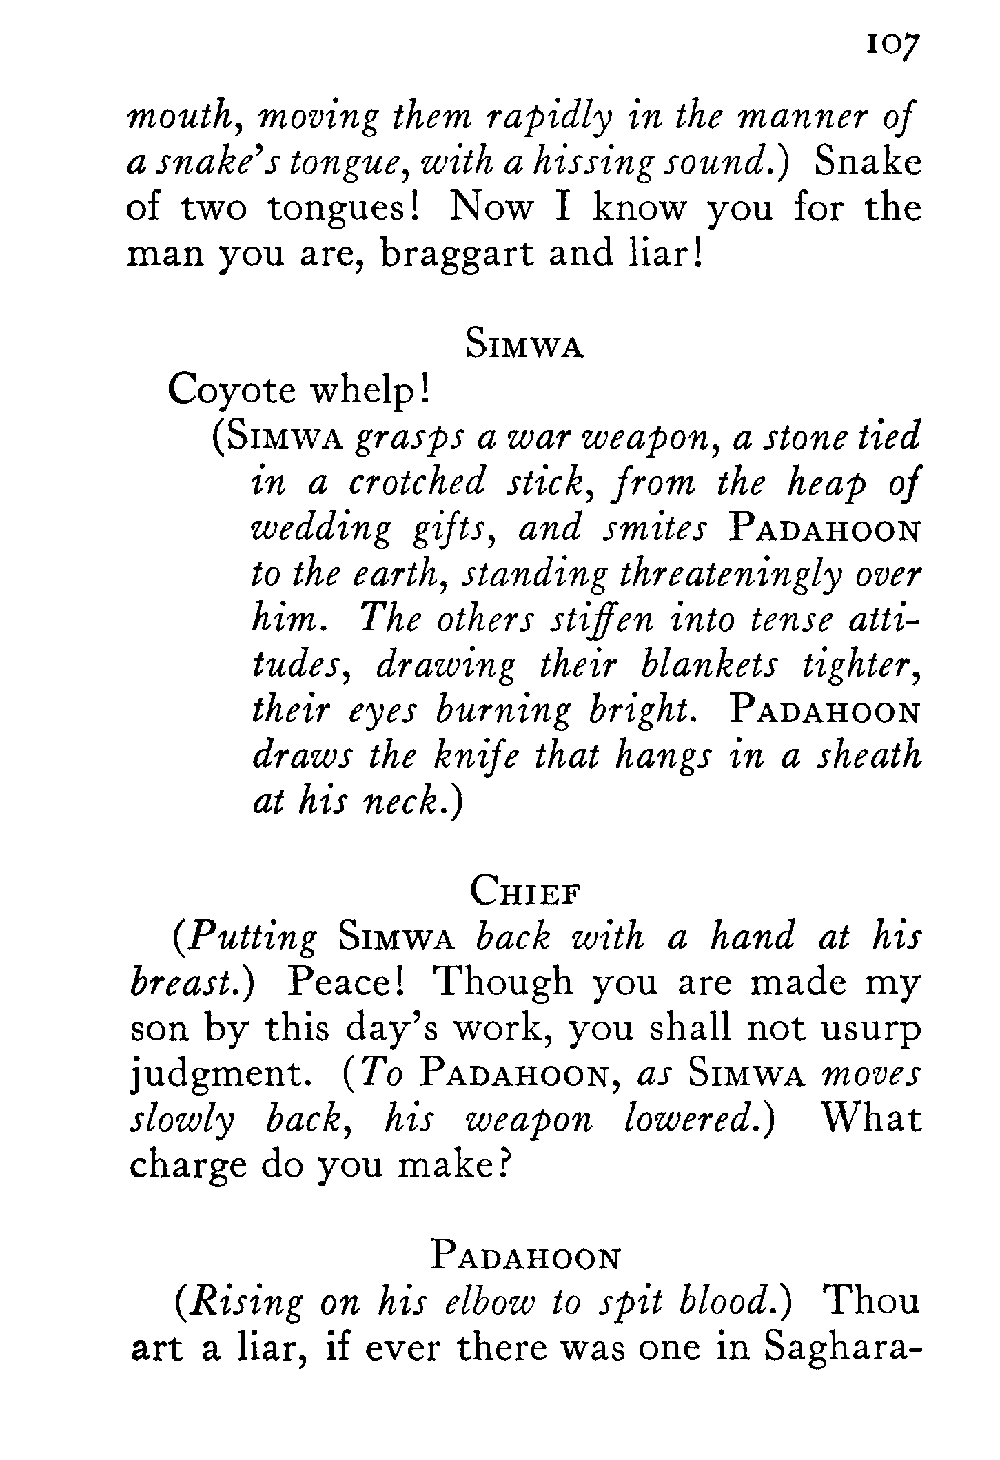 107
mouth, moving them rapidly in the manner of
a snake's tongue, with a hissing sound.) Snake
of two tongues! Now I know you for the
man you are, braggart and liar!
SIMWA
Coyote whelp!
(SIMWA grasps a war weapon, a stone tied
in a crotched stick, from the heap of
wedding gifts, and smites PADAHOON
to the earth, standing threateningly over
him. The others stiffen into tense atti-
tudes, drawing their blankets tighter,
their eyes burning bright. PADAHOON
draws the knife that hangs in a sheath
at his neck.)
CHIEF
(Putting SIMWA back with a hand at his
breast.) Peace! Though you are made my
son by this day's work, you shall not usurp
judgment. (To PADAHOON, as SIMWA moves
slowly back, his weapon lowered.) What
charge do you make?
PADAHOON
(Rising on his elbow to spit blood.) Thou
art a liar, if ever there was one in Saghara-